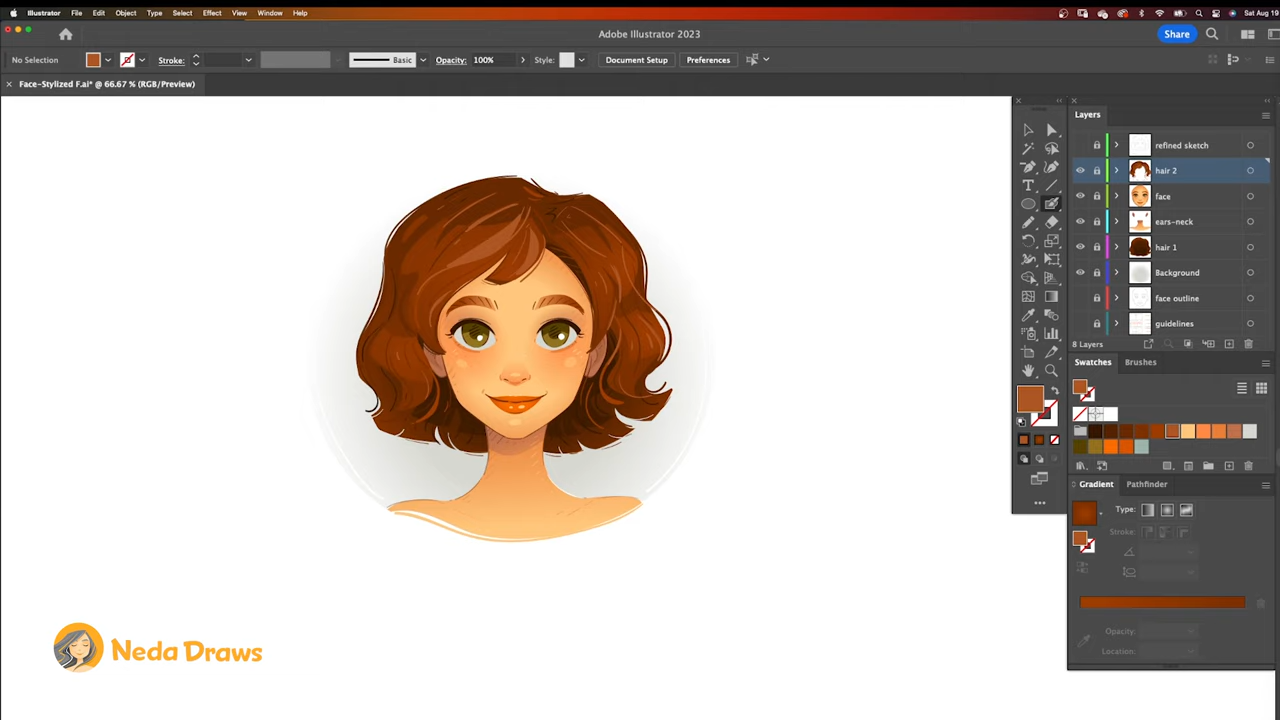 Illustrator File Edit Object Type Select Effect View Window Help Sat Aug 19
Adobe Illustrator 2023 Share
No Selection Stroke: Basic Opacity: 100% Style: Document Setup Preferences
Face-Stylized F.ai* @ 66.67 % (RGB/Preview)
Layers
refined sketch
hair 2
face
ears-neck
hair 1
Background
face outline
guidelines
8 Layers
Swatches Brushes
Gradient Pathfinder
Type:
Stroke:
Opacity:
Location:
Neda Draws